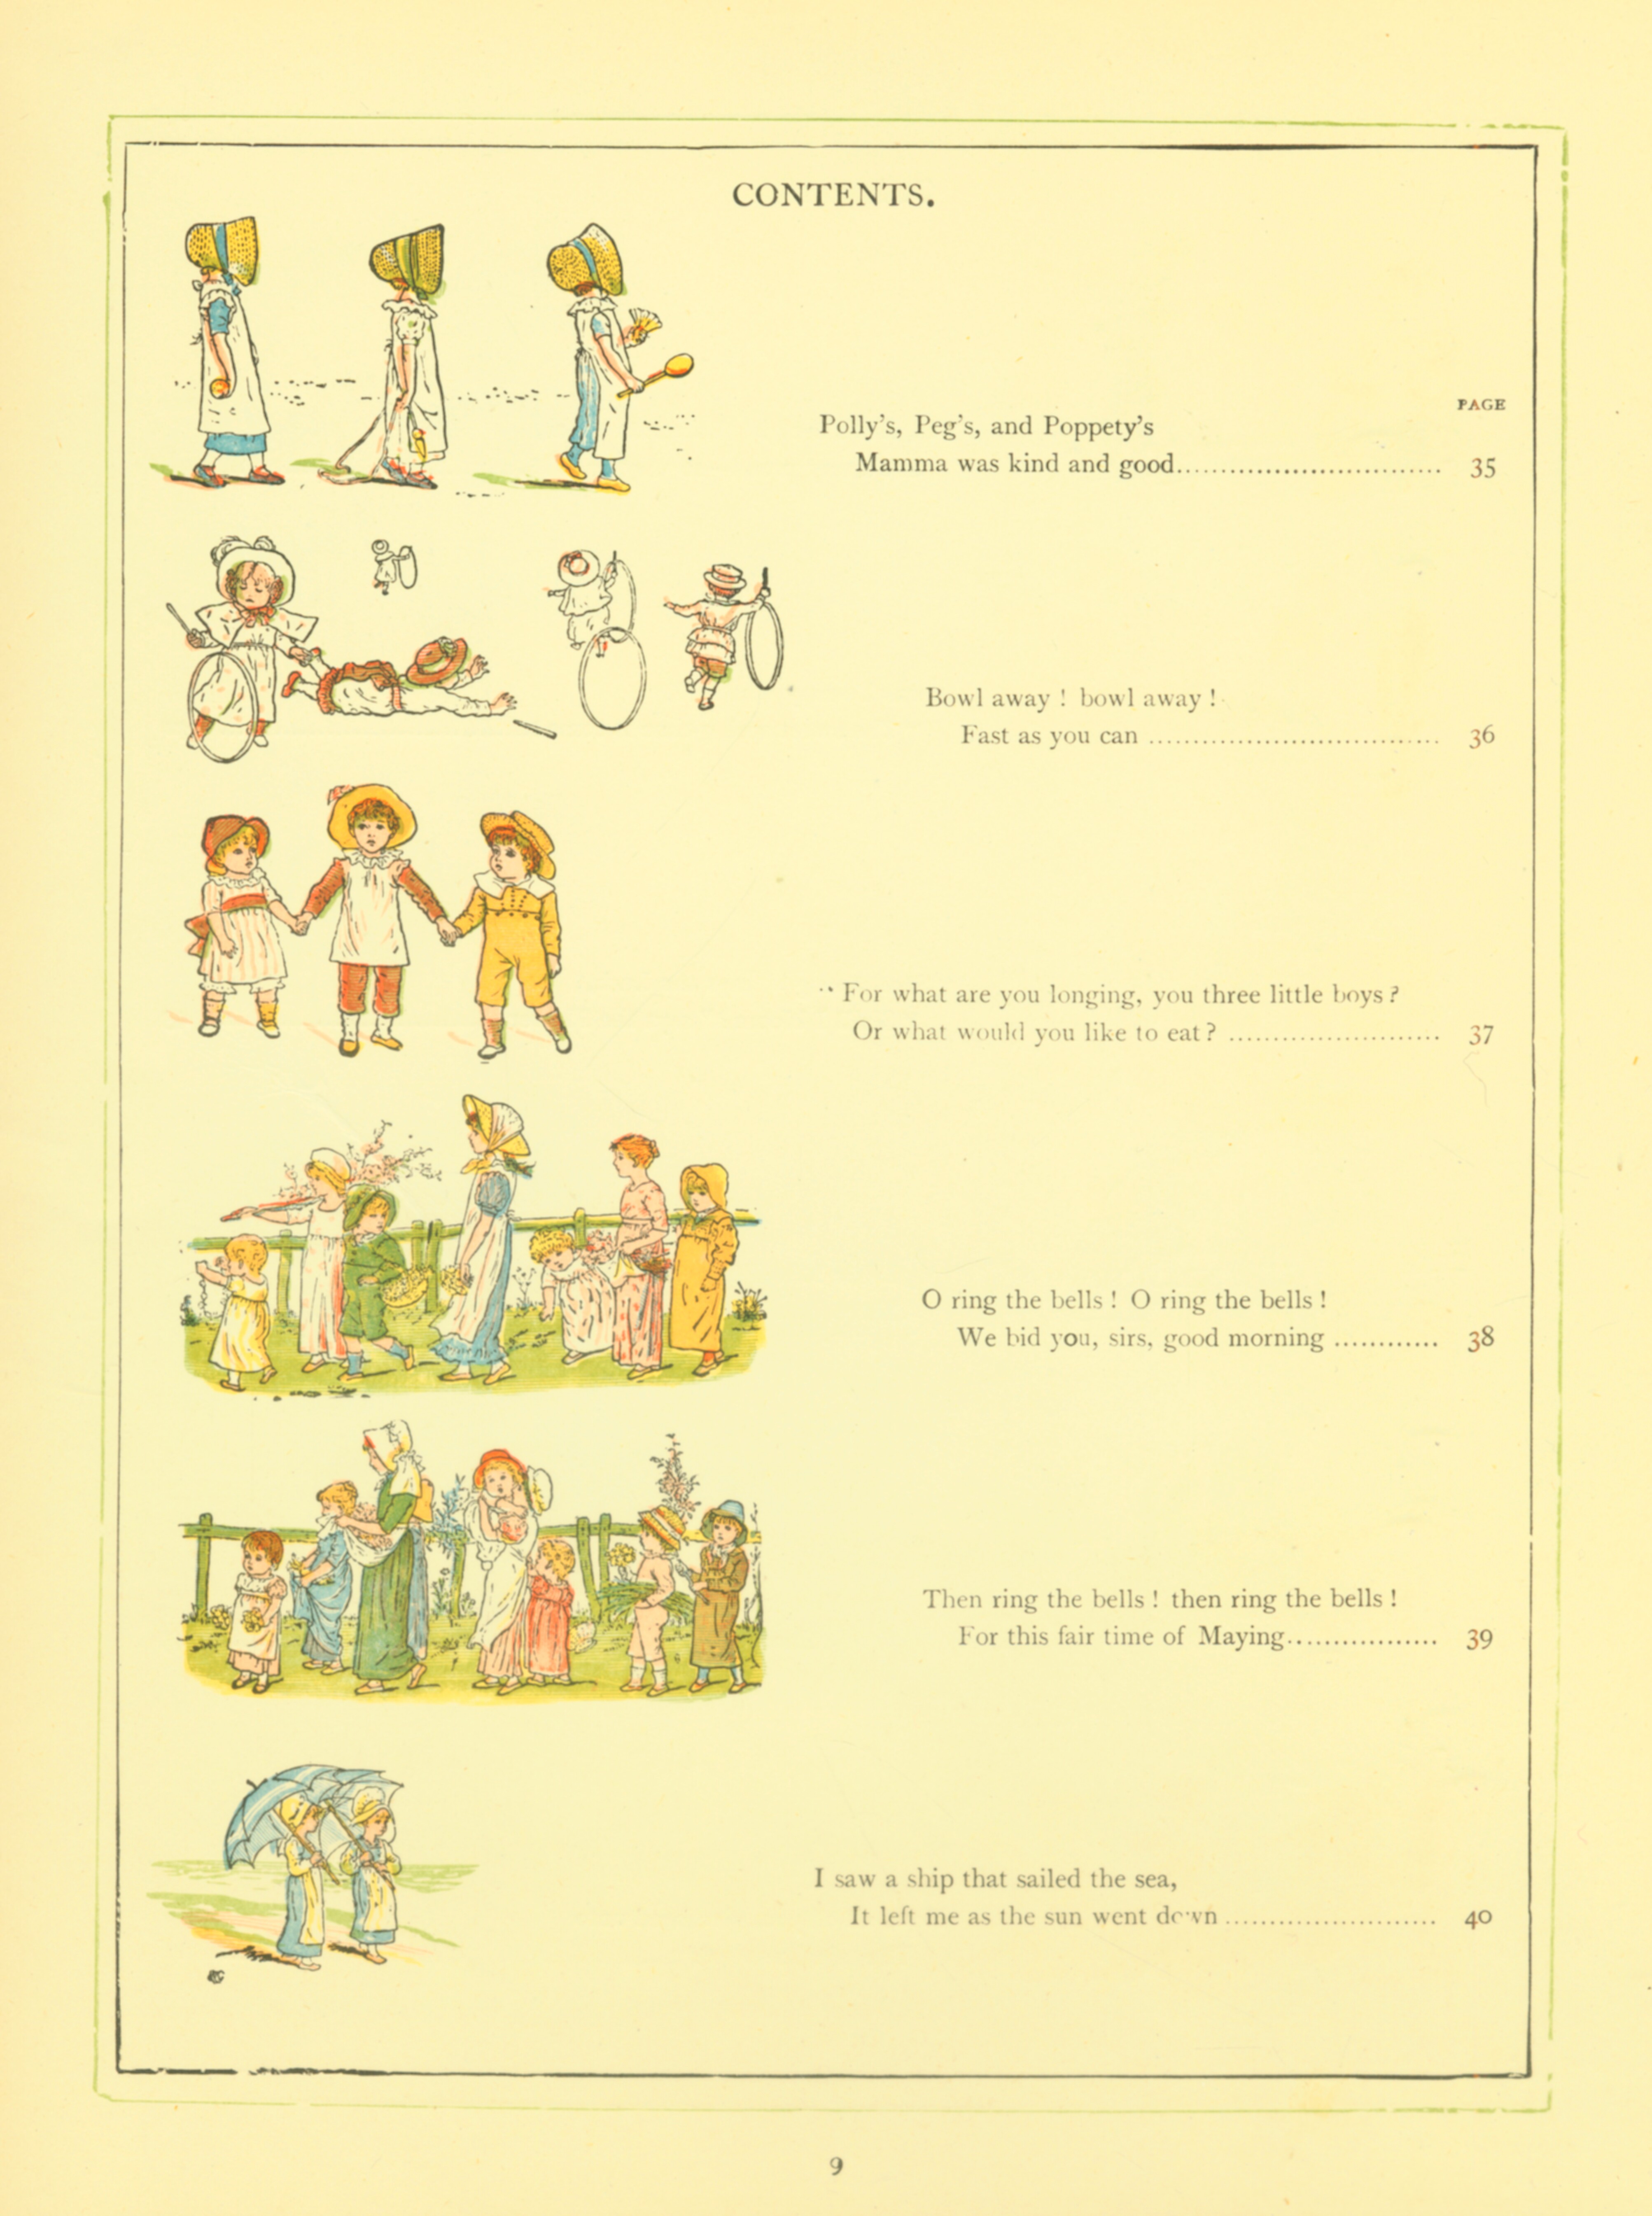 CONTENTS.
PAGE
Polly's, Peg's, and Poppety's
Mamma was kind and good.............................. 35
Bowl away ! bowl away !
Fast as you can ................................. 36
“ For what are you longing, you three little boys ?
Or what would you like to eat ? ........................ 37
O ring the bells ! O ring the bells !
We bid you, sirs, good morning ............ 38
Then ring the bells ! then ring the bells !
For this fair time of Maying................. 39
I saw a ship that sailed the sea,
It left me as the sun went down ........................ 40
KG
9